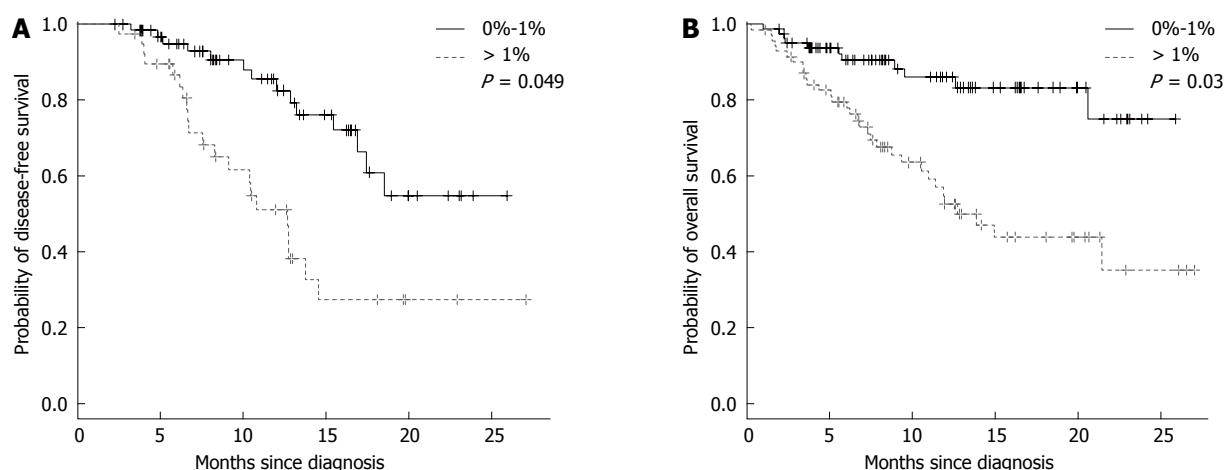 A
0%-1%
> 1%
P = 0.049
Probability of disease-free survival
1.0
0.8
0.6
0.4
0.2
0.0
0 5 10 15 20 25
Months since diagnosis
B
0%-1%
> 1%
P = 0.03
Probability of overall survival
1.0
0.8
0.6
0.4
0.2
0.0
0 5 10 15 20 25
Months since diagnosis